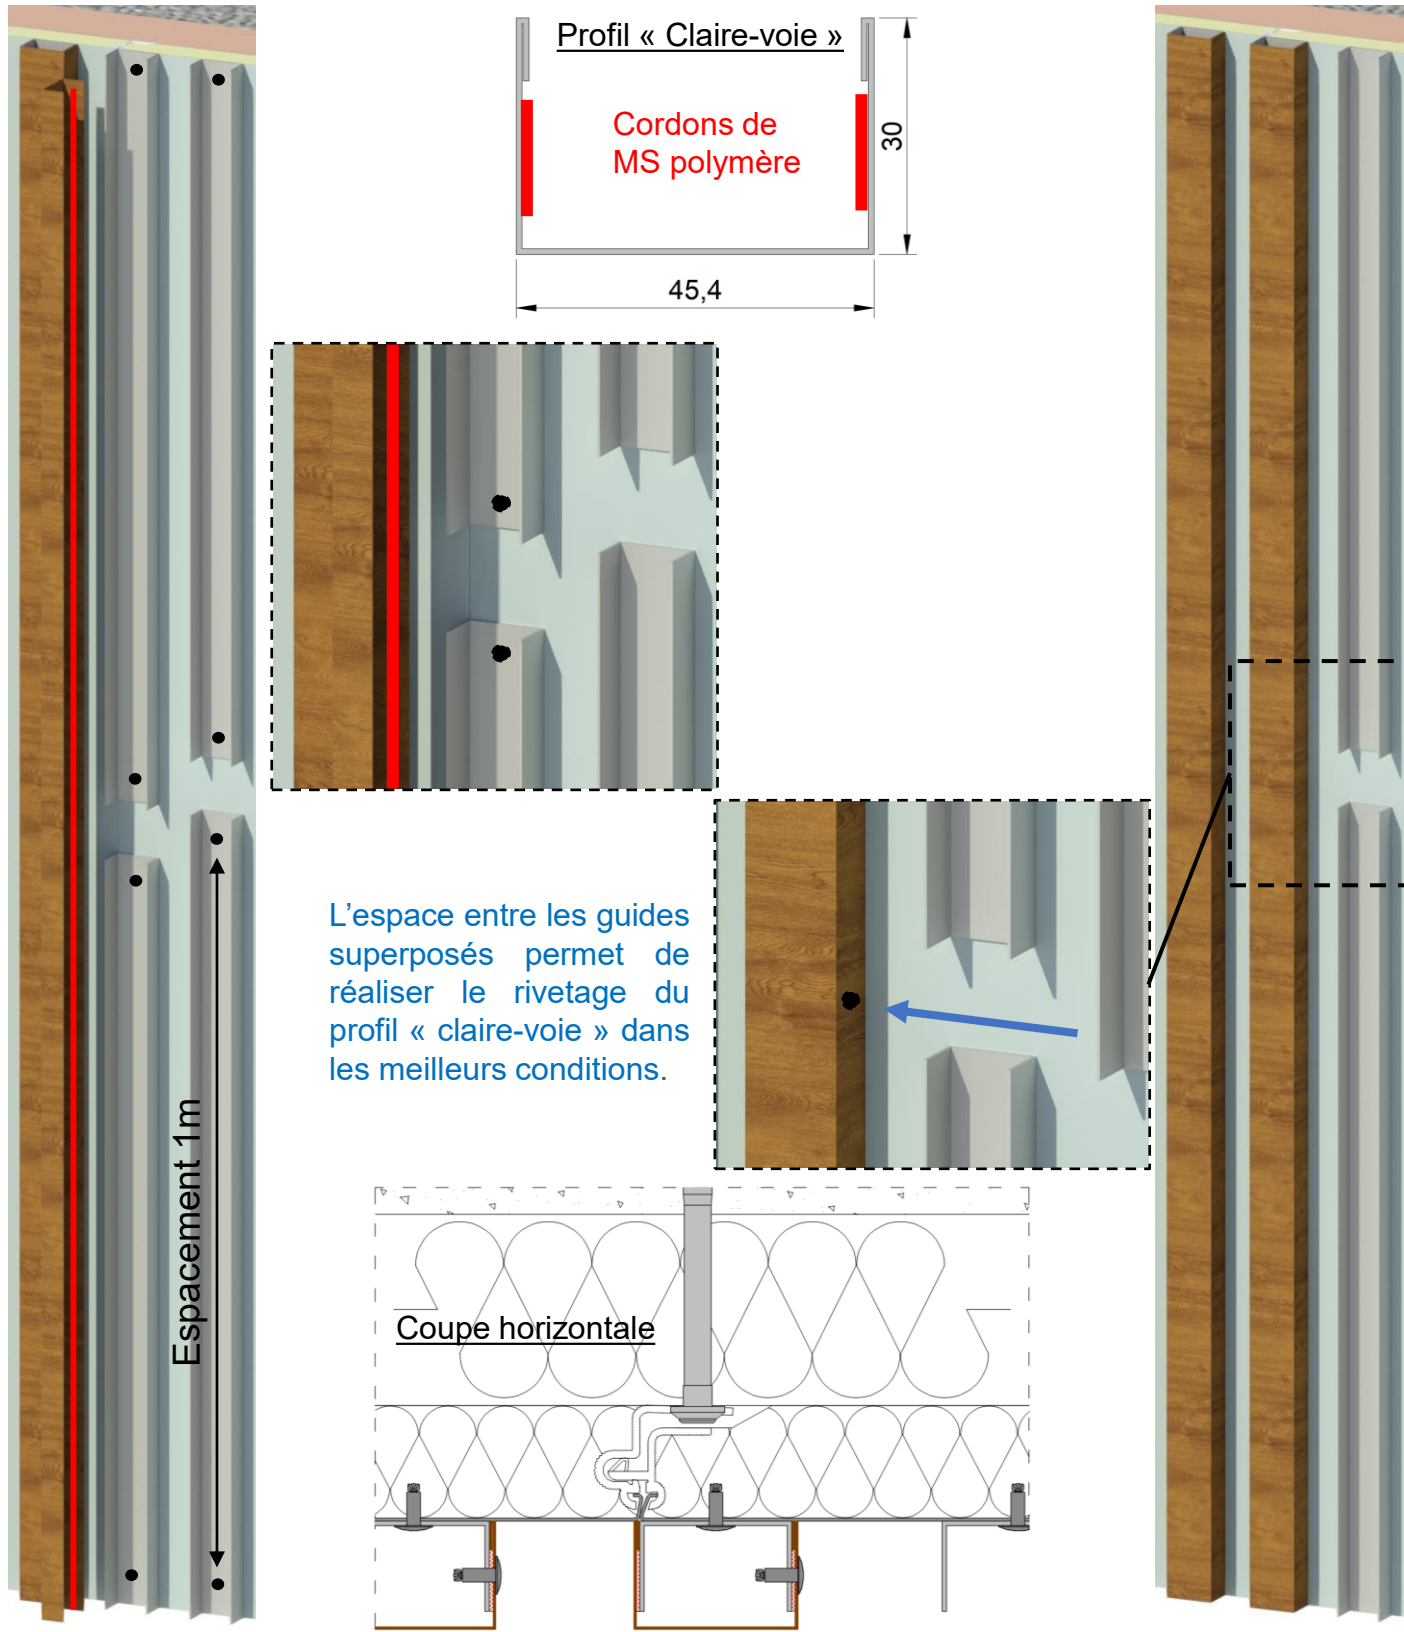 Profil « Claire-voie »
Cordons de
MS polymère
30
45,4
L’espace entre les guides
superposés permet de
réaliser le rivetage du
profil « claire-voie » dans
les meilleurs conditions.
Espacement 1m
Coupe horizontale